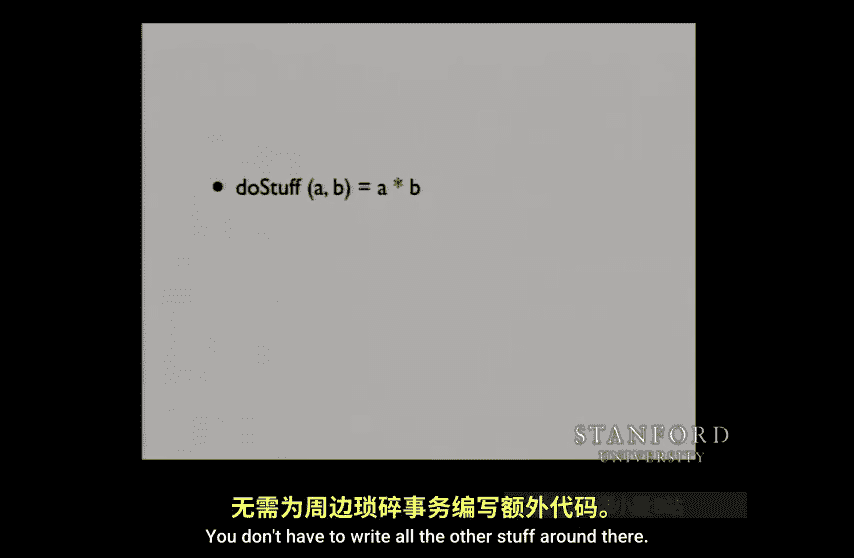 • doStuff (a, b) = a * b
STANFORD
UNIVERSITY
无需为周边琐碎事务编写额外代码。
You don't have to write all the other stuff around there.